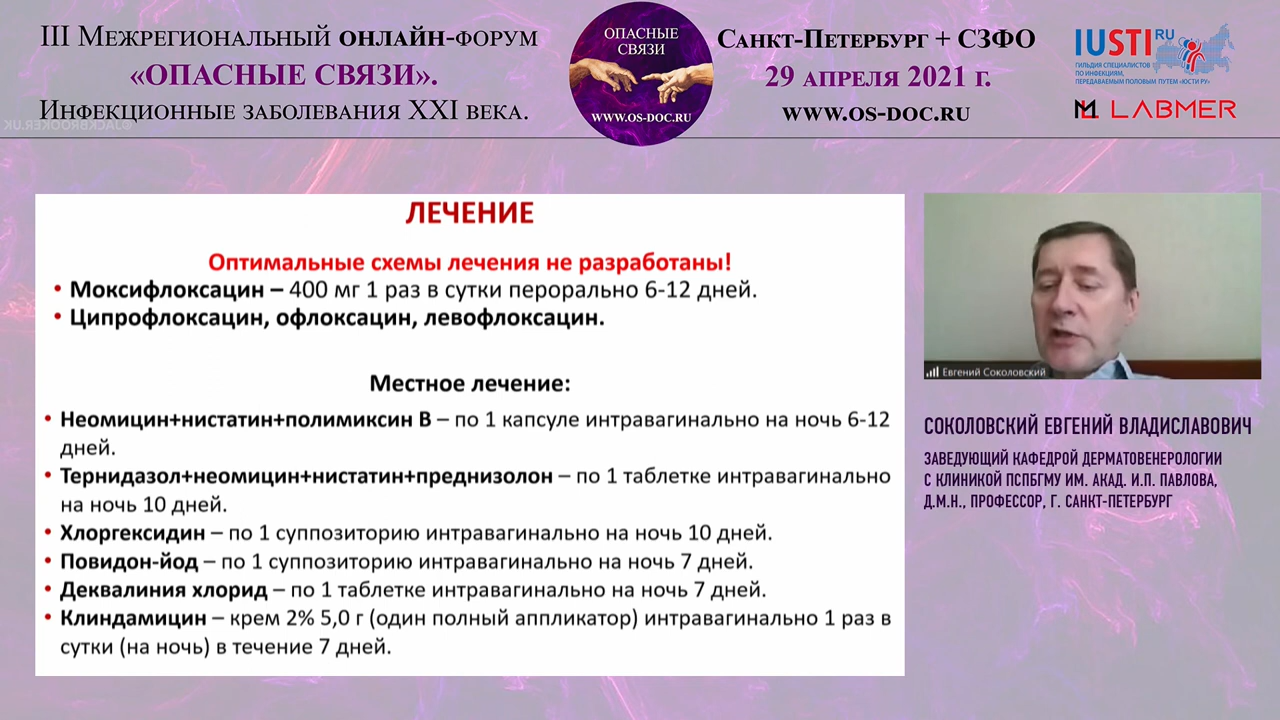 III Межрегиональный онлайн-форум
«ОПАСНЫЕ СВЯЗИ».
Инфекционные заболевания XXI века.
@JACKBROOKER.UK
ОПАСНЫЕ
СВЯЗИ
WWW.OS-DOC.RU
Санкт-Петербург + СЗФО
29 апреля 2021 г.
www.os-doc.ru
IUSTI RU
ГИЛЬДИЯ СПЕЦИАЛИСТОВ
ПО ИНФЕКЦИЯМ,
ПЕРЕДАВАЕМЫМ ПОЛОВЫМ ПУТЕМ «ЮСТИ РУ»
LABMER
ЛЕЧЕНИЕ
Оптимальные схемы лечения не разработаны!
• Моксифлоксацин – 400 мг 1 раз в сутки перорально 6-12 дней.
• Ципрофлоксацин, офлоксацин, левофлоксацин.
Местное лечение:
• Неомицин+нистатин+полимиксин В – по 1 капсуле интравагинально на ночь 6-12
дней.
• Тернидазол+неомицин+нистатин+преднизолон – по 1 таблетке интравагинально
на ночь 10 дней.
• Хлоргексидин – по 1 суппозиторию интравагинально на ночь 10 дней.
• Повидон-йод – по 1 суппозиторию интравагинально на ночь 7 дней.
• Деквалиния хлорид – по 1 таблетке интравагинально на ночь 7 дней.
• Клиндамицин – крем 2% 5,0 г (один полный аппликатор) интравагинально 1 раз в
сутки (на ночь) в течение 7 дней.
Евгений Соколовский
СОКОЛОВСКИЙ ЕВГЕНИЙ ВЛАДИСЛАВОВИЧ
ЗАВЕДУЮЩИЙ КАФЕДРОЙ ДЕРМАТОВЕНЕРОЛОГИИ
С КЛИНИКОЙ ПСПБГМУ ИМ. АКАД. И.П. ПАВЛОВА,
Д.М.Н., ПРОФЕССОР, Г. САНКТ-ПЕТЕРБУРГ